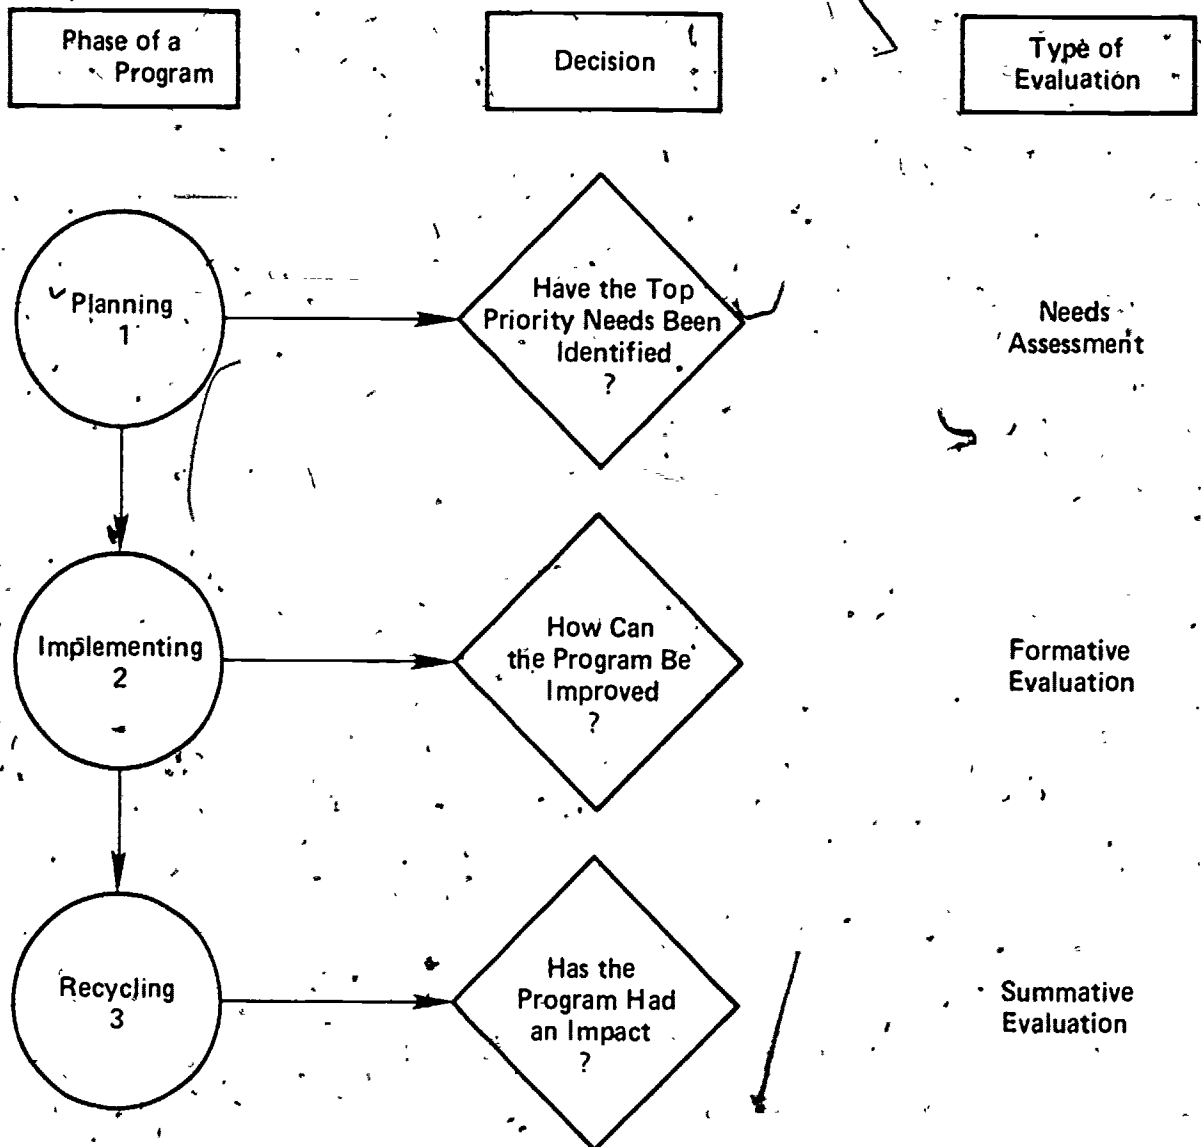 Phase of a
Program
Decision
Type of
Evaluation
Planning
1
Have the Top
Priority Needs Been
Identified
?
Needs
Assessment
Implementing
2
How Can
the Program Be
Improved
?
Formative
Evaluation
Recycling
3
Has the
Program Had
an Impact
?
Summative
Evaluation